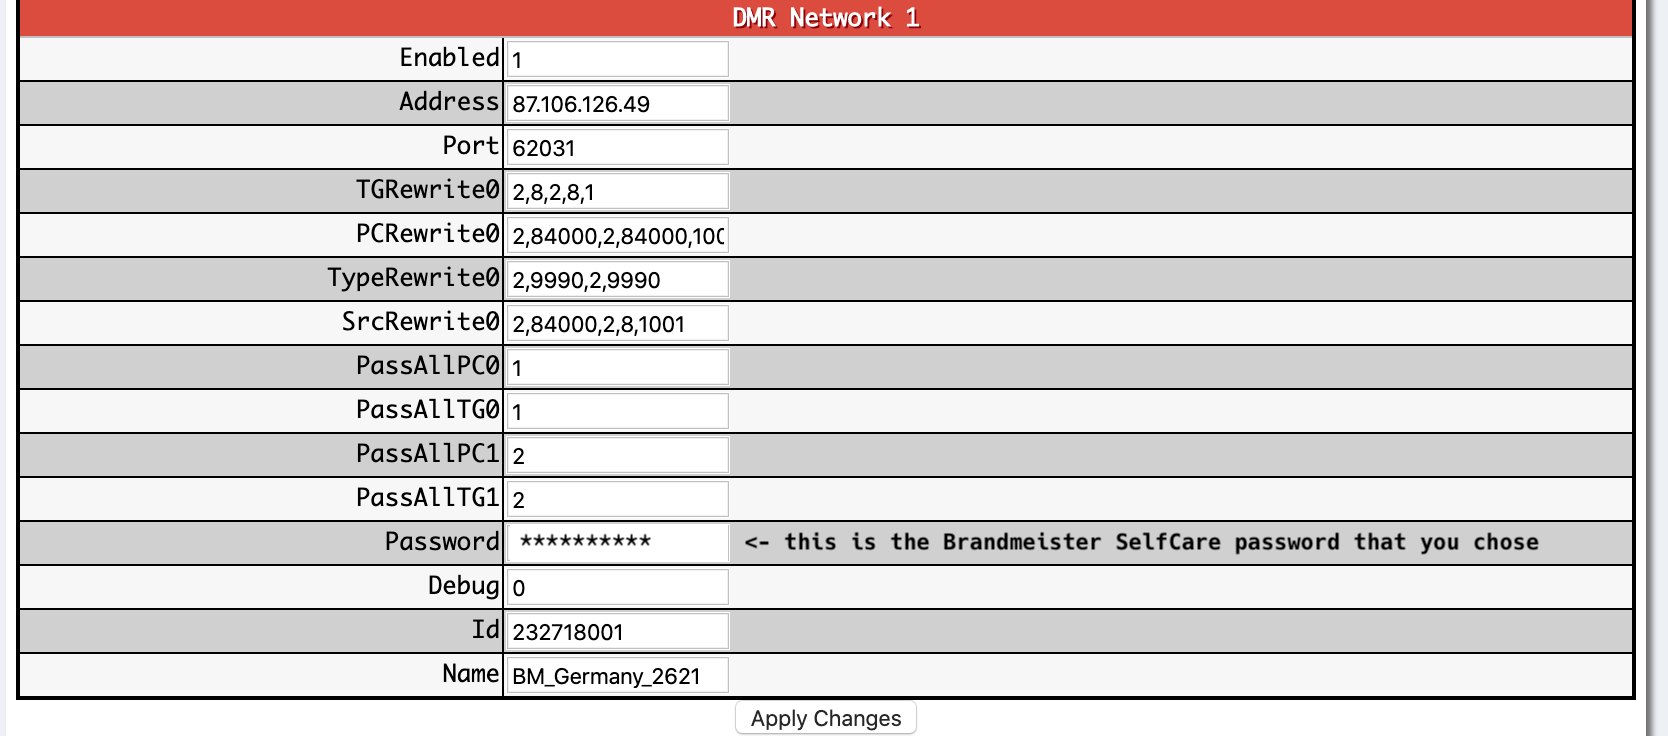 DMR Network 1
Enabled 1
Address 87.106.126.49
Port 62031
TGRewrite0 2,8,2,8,1
PCRewrite0 2,84000,2,84000,100
TypeRewrite0 2,9990,2,9990
SrcRewrite0 2,84000,2,8,1001
PassAllPC0 1
PassAllTG0 1
PassAllPC1 2
PassAllTG1 2
Password ********** <- this is the Brandmeister SelfCare password that you chose
Debug 0
Id 232718001
Name BM_Germany_2621
Apply Changes